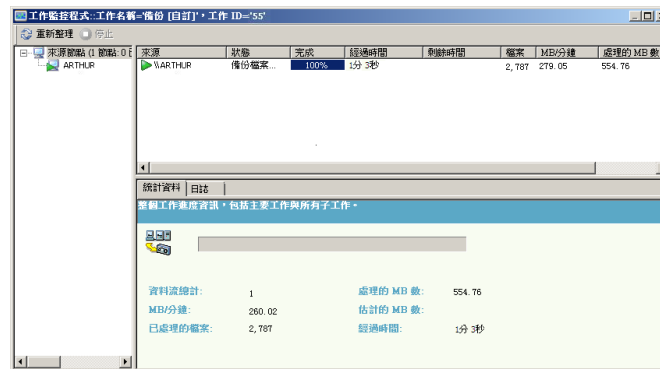 工作監控程式::工作名稱='備份 [自訂]'，工作 ID='55'
重新整理 停止
來源節點 (1 節點: 0 已
ARTHUR
來源 狀態 完成 經過時間 剩餘時間 檔案 MB/分鐘 處理的 MB 數
\\ARTHUR 備份檔案... 100% 1分 3秒 2,787 279.05 554.76
統計資料 日誌
整個工作進度資訊，包括主要工作與所有子工作。
資料流總計: 1 處理的 MB 數: 554.76
MB/分鐘: 260.02 估計的 MB 數:
已處理的檔案: 2,787 經過時間: 1分 3秒